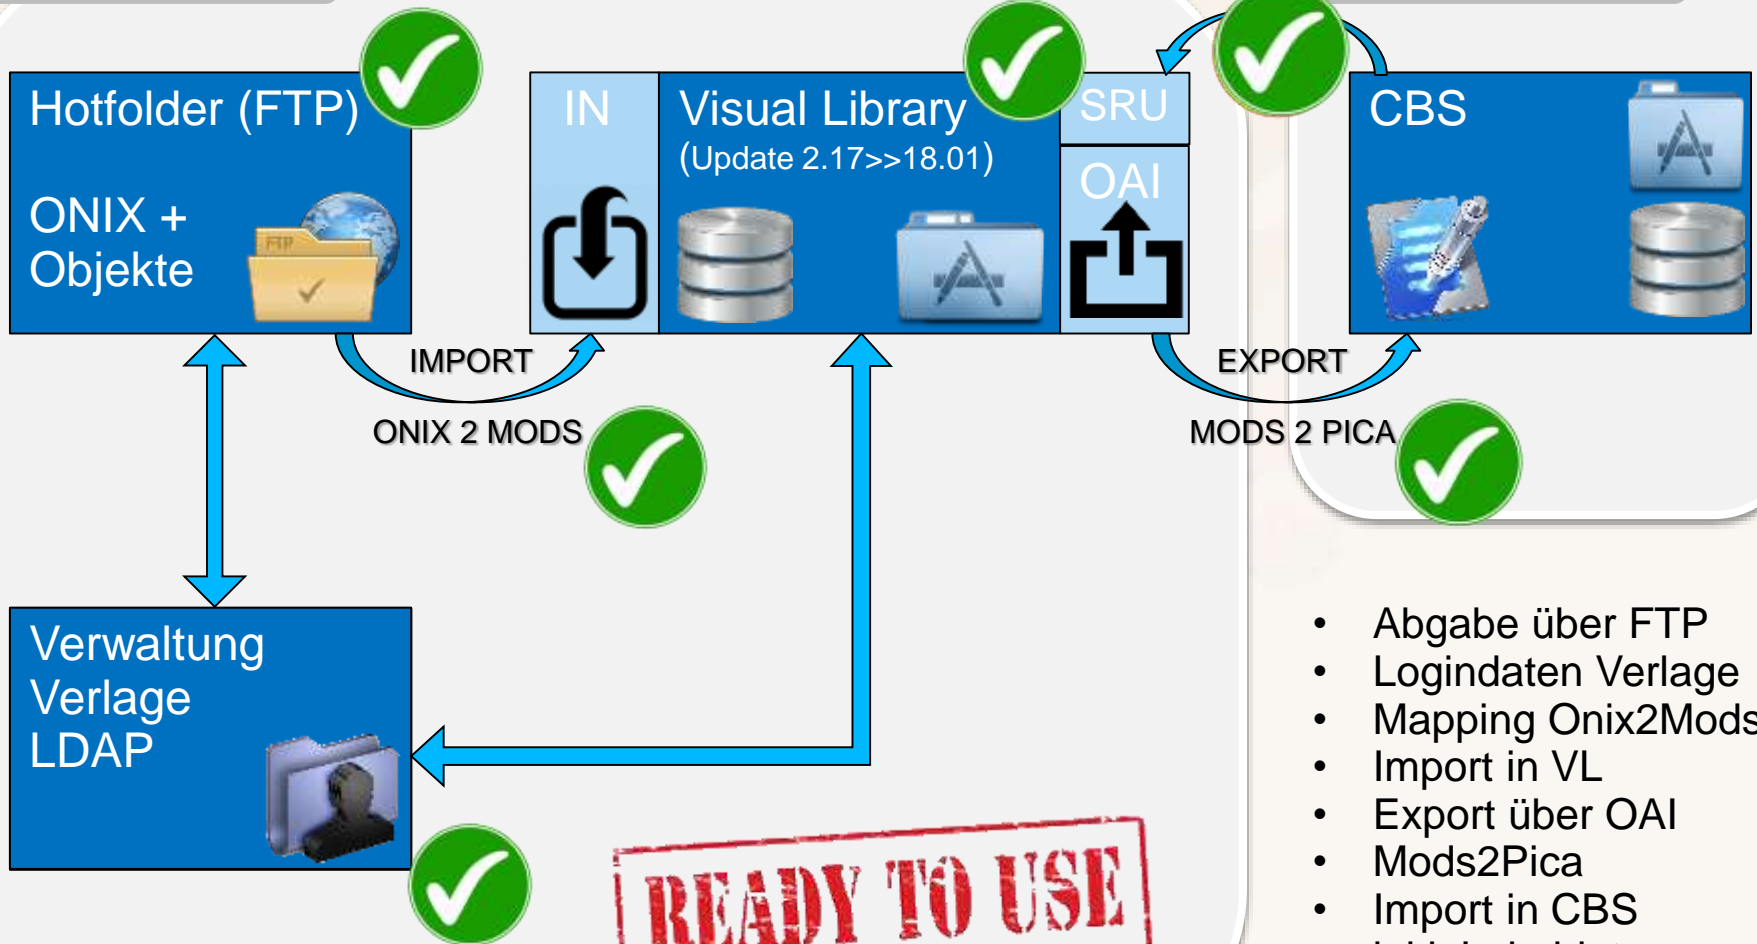 Hotfolder (FTP)
ONIX +
Objekte
FTP
IN
Visual Library
(Update 2.17>>18.01)
SRU
OAI
CBS
IMPORT
ONIX 2 MODS
EXPORT
MODS 2 PICA
Verwaltung
Verlage
LDAP
READY TO USE
• Abgabe über FTP
• Logindaten Verlage
• Mapping Onix2Mods
• Import in VL
• Export über OAI
• Mods2Pica
• Import in CBS